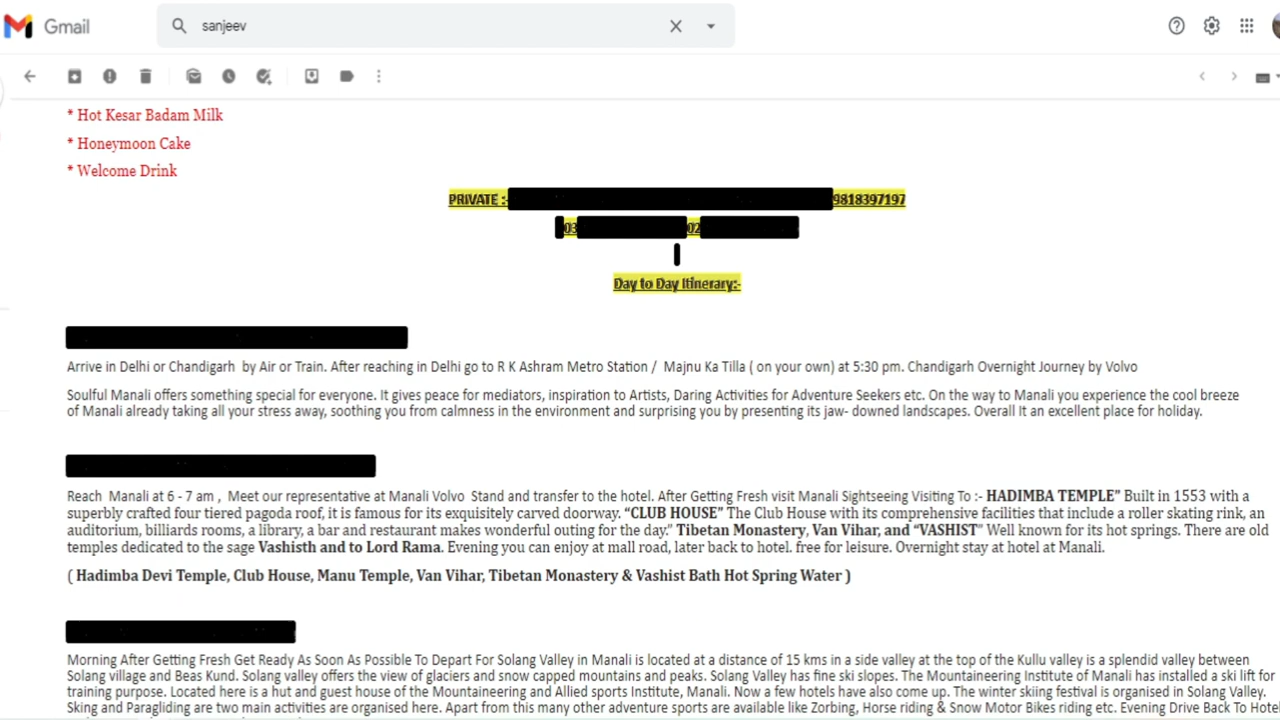 Gmail
sanjeev
* Hot Kesar Badam Milk
* Honeymoon Cake
* Welcome Drink
PRIVATE :- 9818397197
03 02
Day to Day Itinerary:-
Arrive in Delhi or Chandigarh by Air or Train. After reaching in Delhi go to R K Ashram Metro Station / Majnu Ka Tilla ( on your own) at 5:30 pm. Chandigarh Overnight Journey by Volvo
Soulful Manali offers something special for everyone. It gives peace for mediators, inspiration to Artists, Daring Activities for Adventure Seekers etc. On the way to Manali you experience the cool breeze
of Manali already taking all your stress away, soothing you from calmness in the environment and surprising you by presenting its jaw- downed landscapes. Overall It an excellent place for holiday.
Reach Manali at 6 - 7 am , Meet our representative at Manali Volvo Stand and transfer to the hotel. After Getting Fresh visit Manali Sightseeing Visiting To :- HADIMBA TEMPLE” Built in 1553 with a
superbly crafted four tiered pagoda roof, it is famous for its exquisitely carved doorway. “CLUB HOUSE” The Club House with its comprehensive facilities that include a roller skating rink, an
auditorium, billiards rooms, a library, a bar and restaurant makes wonderful outing for the day.” Tibetan Monastery, Van Vihar, and “VASHIST” Well known for its hot springs. There are old
temples dedicated to the sage Vashisth and to Lord Rama. Evening you can enjoy at mall road, later back to hotel. free for leisure. Overnight stay at hotel at Manali.
( Hadimba Devi Temple, Club House, Manu Temple, Van Vihar, Tibetan Monastery & Vashist Bath Hot Spring Water )
Morning After Getting Fresh Get Ready As Soon As Possible To Depart For Solang Valley in Manali is located at a distance of 15 kms in a side valley at the top of the Kullu valley is a splendid valley between
Solang village and Beas Kund. Solang valley offers the view of glaciers and snow capped mountains and peaks. Solang Valley has fine ski slopes. The Mountaineering Institute of Manali has installed a ski lift for
training purpose. Located here is a hut and guest house of the Mountaineering and Allied sports Institute, Manali. Now a few hotels have also come up. The winter skiing festival is organised in Solang Valley.
Sking and Paragliding are two main activities are organised here. Apart from this many other adventure sports are available like Zorbing, Horse riding & Snow Motor Bikes riding etc. Evening Drive Back To Hotel